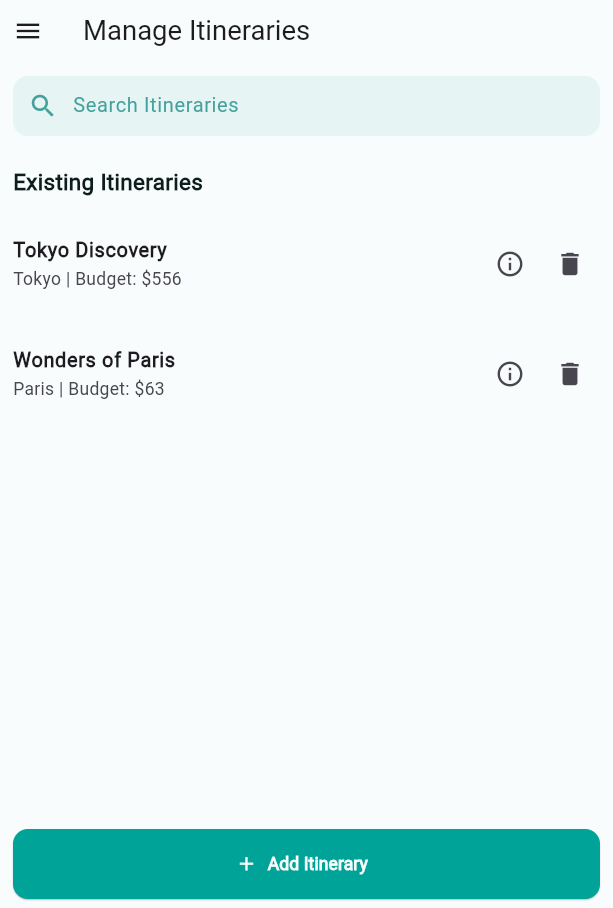 Manage Itineraries
Search Itineraries
Existing Itineraries
Tokyo Discovery
Tokyo | Budget: $556
Wonders of Paris
Paris | Budget: $63
+ Add Itinerary